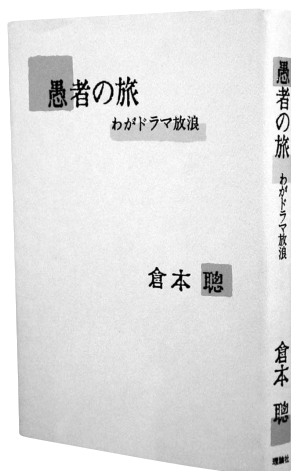 愚者の旅
わがドラマ放浪
倉本 聰
愚者の旅
わがドラマ放浪
倉本 聰
理論社